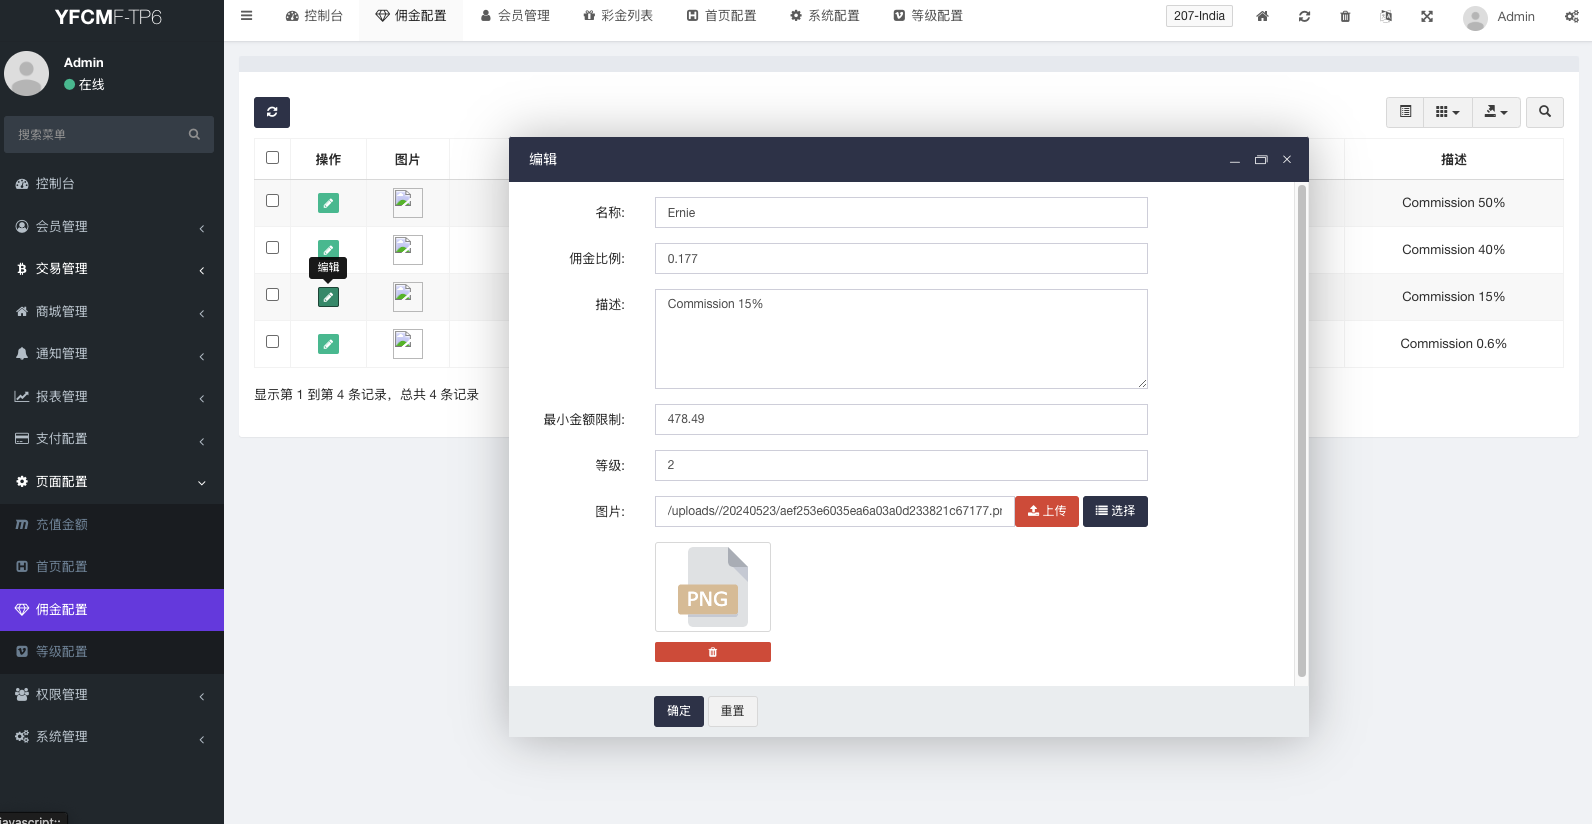 YFCMF-TP6
控制台
佣金配置
会员管理
彩金列表
首页配置
系统配置
等级配置
207-India
Admin
Admin
在线
搜索菜单
控制台
会员管理
交易管理
商城管理
通知管理
报表管理
支付配置
页面配置
充值金额
首页配置
佣金配置
等级配置
权限管理
系统管理
操作
图片
描述
Commission 50%
Commission 40%
编辑
Commission 15%
Commission 0.6%
显示第 1 到第 4 条记录，总共 4 条记录
编辑
名称: Ernie
佣金比例: 0.177
描述: Commission 15%
最小金额限制: 478.49
等级: 2
图片: /uploads//20240523/aef253e6035ea6a03a0d233821c67177.pr
上传
选择
PNG
确定
重置
javascript:;